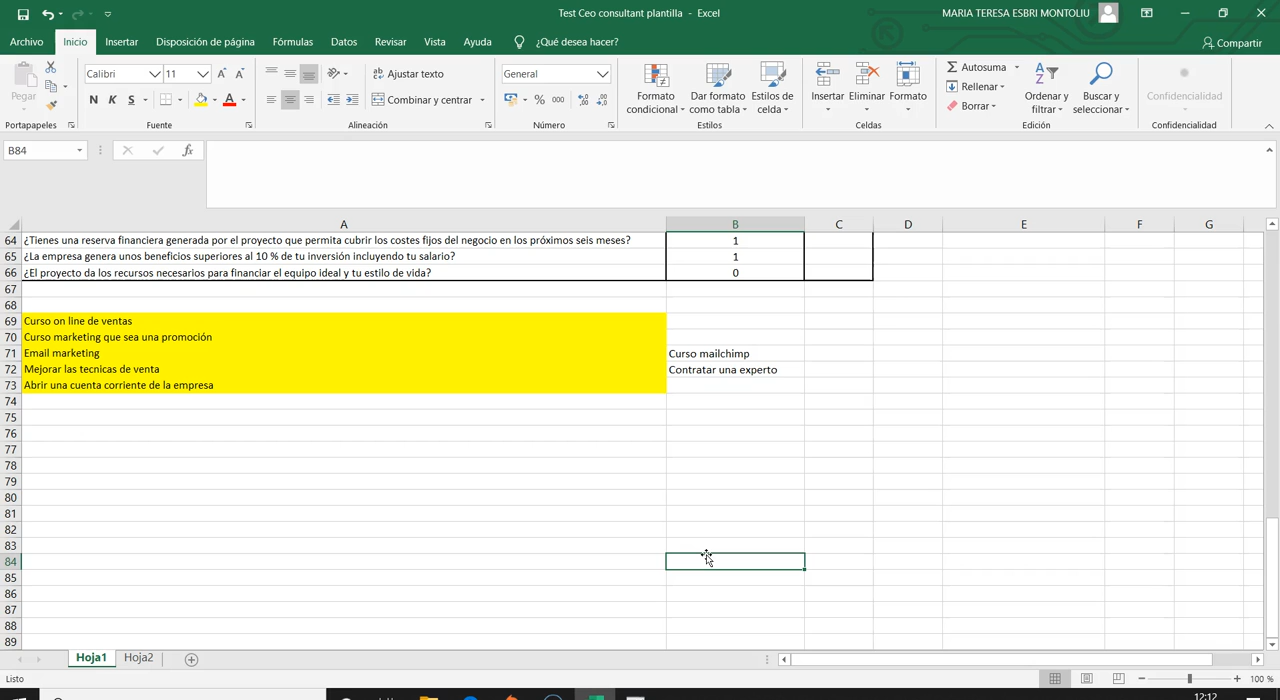 Test Ceo consultant plantilla - Excel
MARIA TERESA ESBRI MONTOLIU
Archivo Inicio Insertar Disposición de página Fórmulas Datos Revisar Vista Ayuda ¿Qué desea hacer? Compartir
Pegar
Calibri 11
N K S
Ajustar texto
Combinar y centrar
General
% 000
Formato condicional
Dar formato como tabla
Estilos de celda
Insertar
Eliminar
Formato
Autosuma
Rellenar
Borrar
Ordenar y filtrar
Buscar y seleccionar
Confidencialidad
Portapapeles Fuente Alineación Número Estilos Celdas Edición Confidencialidad
B84 fx
A B C D E F G
64 ¿Tienes una reserva financiera generada por el proyecto que permita cubrir los costes fijos del negocio en los próximos seis meses? 1
65 ¿La empresa genera unos beneficios superiores al 10 % de tu inversión incluyendo tu salario? 1
66 ¿El proyecto da los recursos necesarios para financiar el equipo ideal y tu estilo de vida? 0
67
68
69 Curso on line de ventas
70 Curso marketing que sea una promoción
71 Email marketing Curso mailchimp
72 Mejorar las tecnicas de venta Contratar una experto
73 Abrir una cuenta corriente de la empresa
74
75
76
77
78
79
80
81
82
83
84
85
86
87
88
89
Hoja1 Hoja2
Listo 100 %
12:12